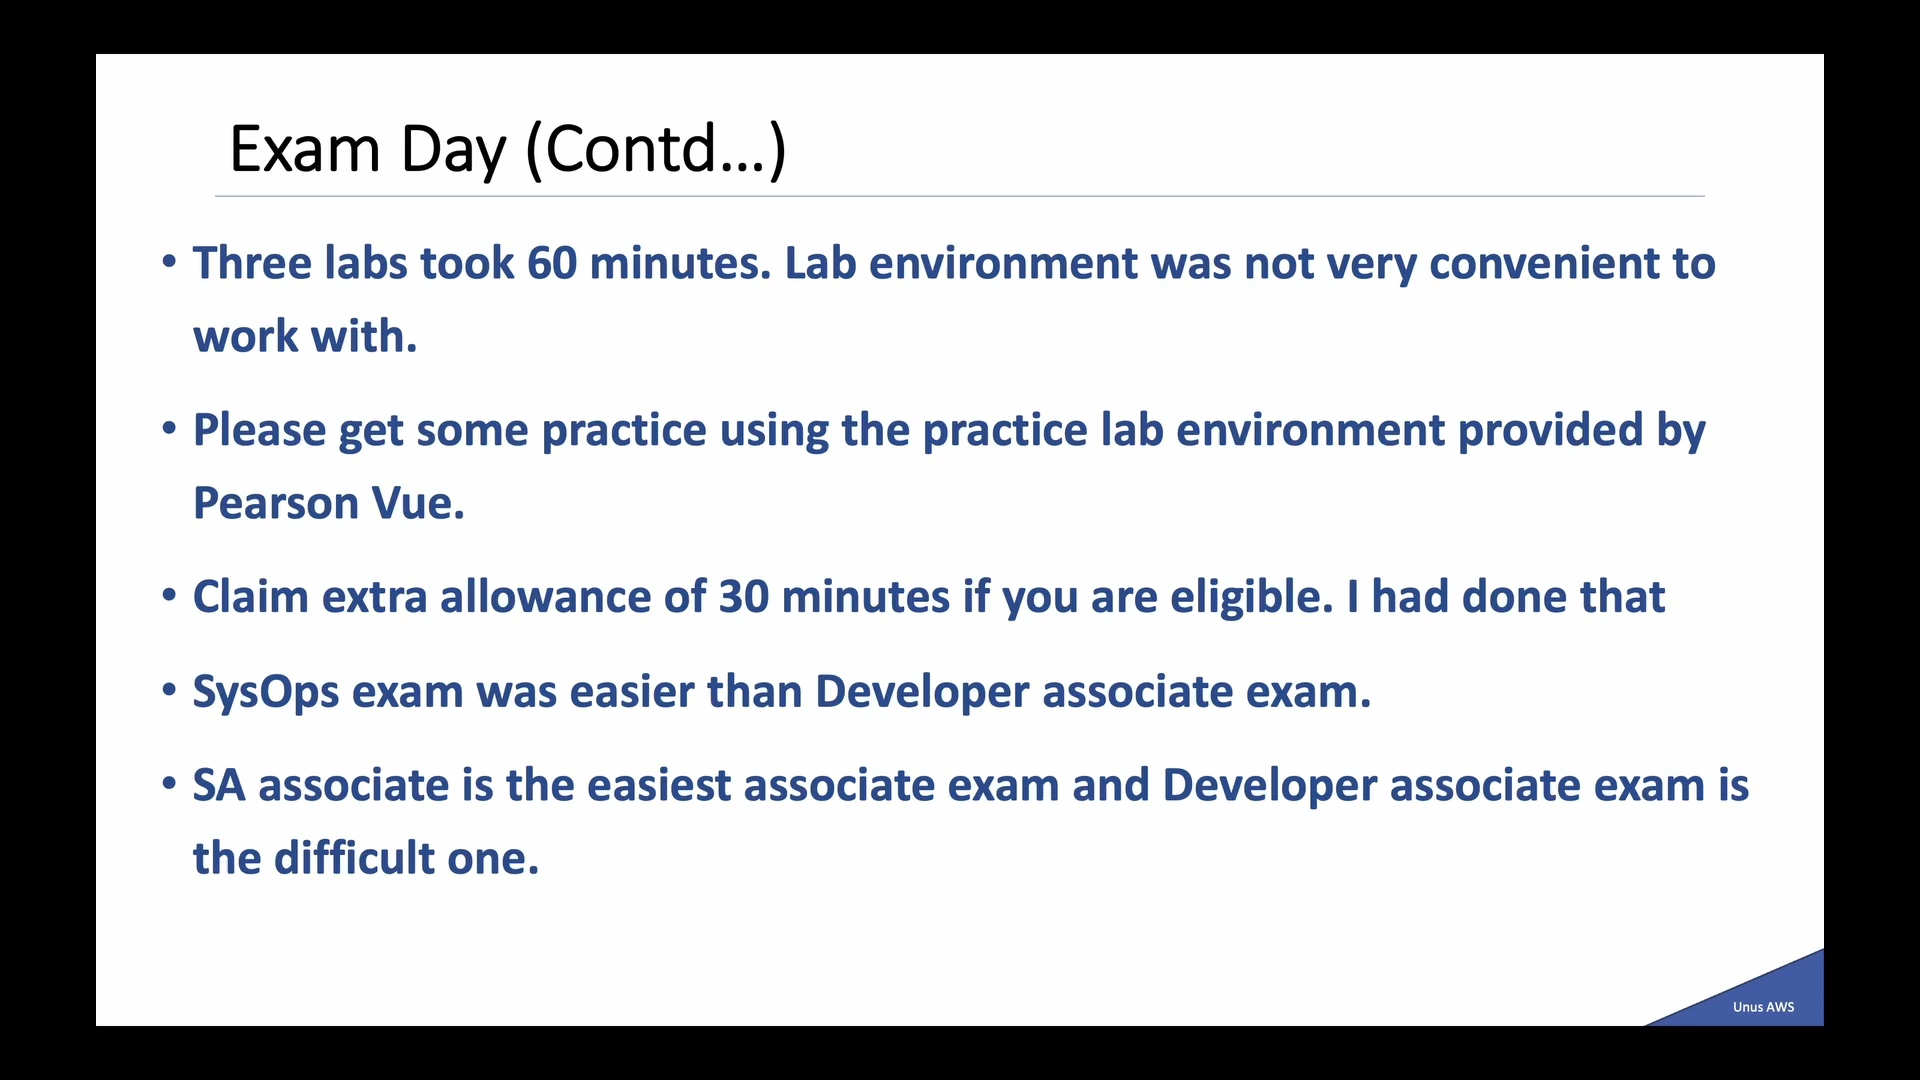 Exam Day (Contd...)
• Three labs took 60 minutes. Lab environment was not very convenient to
work with.
• Please get some practice using the practice lab environment provided by
Pearson Vue.
• Claim extra allowance of 30 minutes if you are eligible. I had done that
• SysOps exam was easier than Developer associate exam.
• SA associate is the easiest associate exam and Developer associate exam is
the difficult one.
Unus AWS